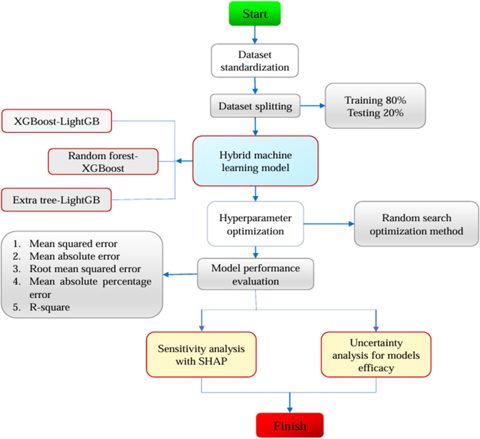 Start
Dataset
standardization
Dataset splitting
Training 80%
Testing 20%
XGBoost-LightGB
Random forest-
XGBoost
Extra tree-LightGB
Hybrid machine
learning model
Hyperparameter
optimization
Random search
optimization method
1. Mean squared error
2. Mean absolute error
3. Root mean squared error
4. Mean absolute percentage
error
5. R-square
Model performance
evaluation
Sensitivity analysis
with SHAP
Uncertainty
analysis for models
efficacy
Finish